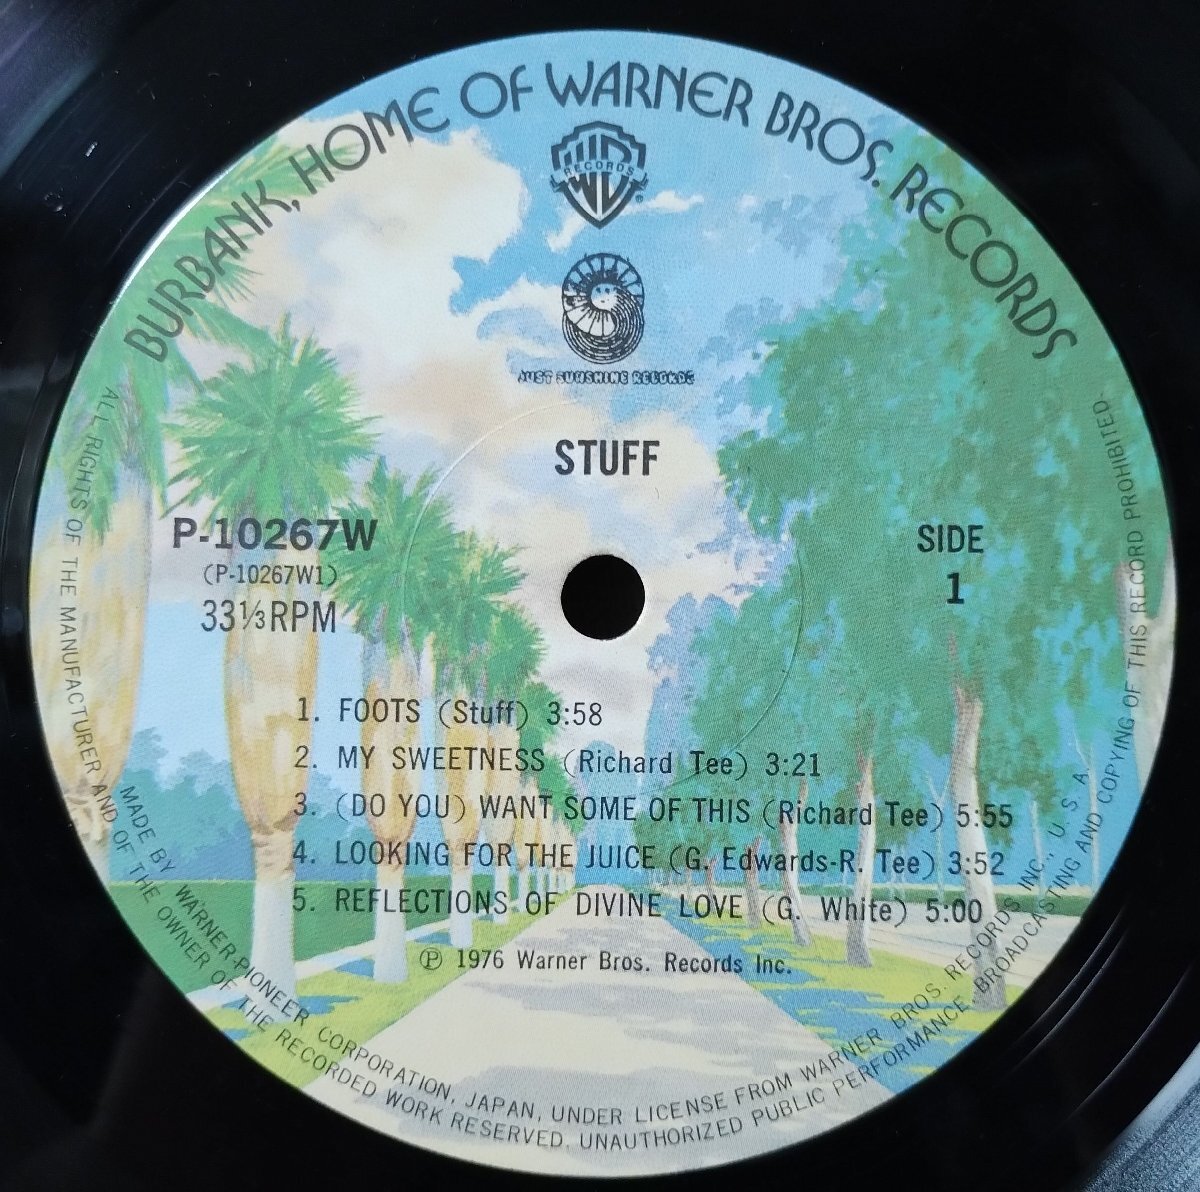 BURBANK, HOME OF WARNER BROS. RECORDS
RECORDS
JUST SUNSHINE RECORDS
STUFF
P-10267W
(P-10267W1)
33⅓RPM
SIDE
1
1. FOOTS (Stuff) 3:58
2. MY SWEETNESS (Richard Tee) 3:21
3. (DO YOU) WANT SOME OF THIS (Richard Tee) 5:55
4. LOOKING FOR THE JUICE (G. Edwards-R. Tee) 3:52
5. REFLECTIONS OF DIVINE LOVE (G. White) 5:00
℗ 1976 Warner Bros. Records Inc.
MADE BY WARNER-PIONEER CORPORATION, JAPAN, UNDER LICENSE FROM WARNER BROS. RECORDS INC., U. S. A.
ALL RIGHTS OF THE MANUFACTURER AND OF THE OWNER OF THE RECORDED WORK RESERVED. UNAUTHORIZED PUBLIC PERFORMANCE, BROADCASTING AND COPYING OF THIS RECORD PROHIBITED.